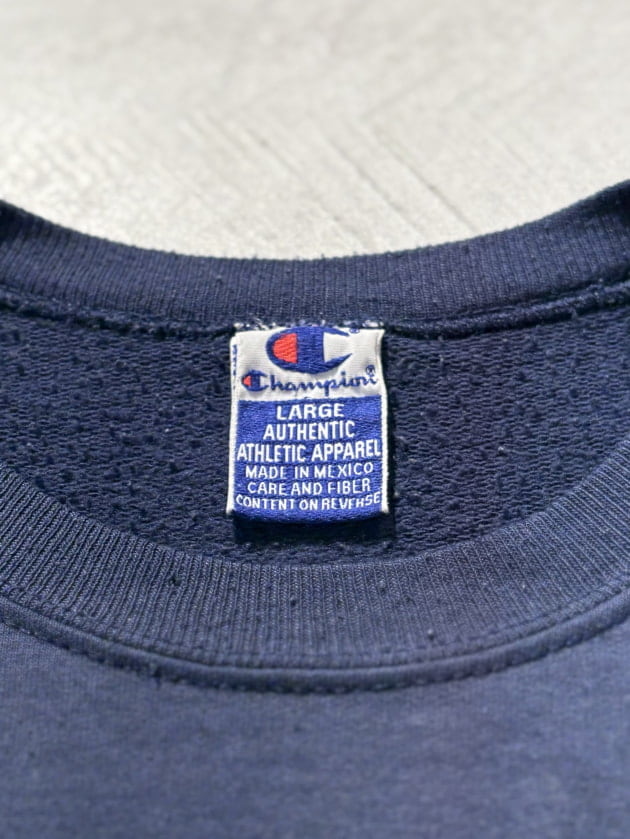 Champion®
LARGE
AUTHENTIC
ATHLETIC APPAREL
MADE IN MEXICO
CARE AND FIBER
CONTENT ON REVERSE